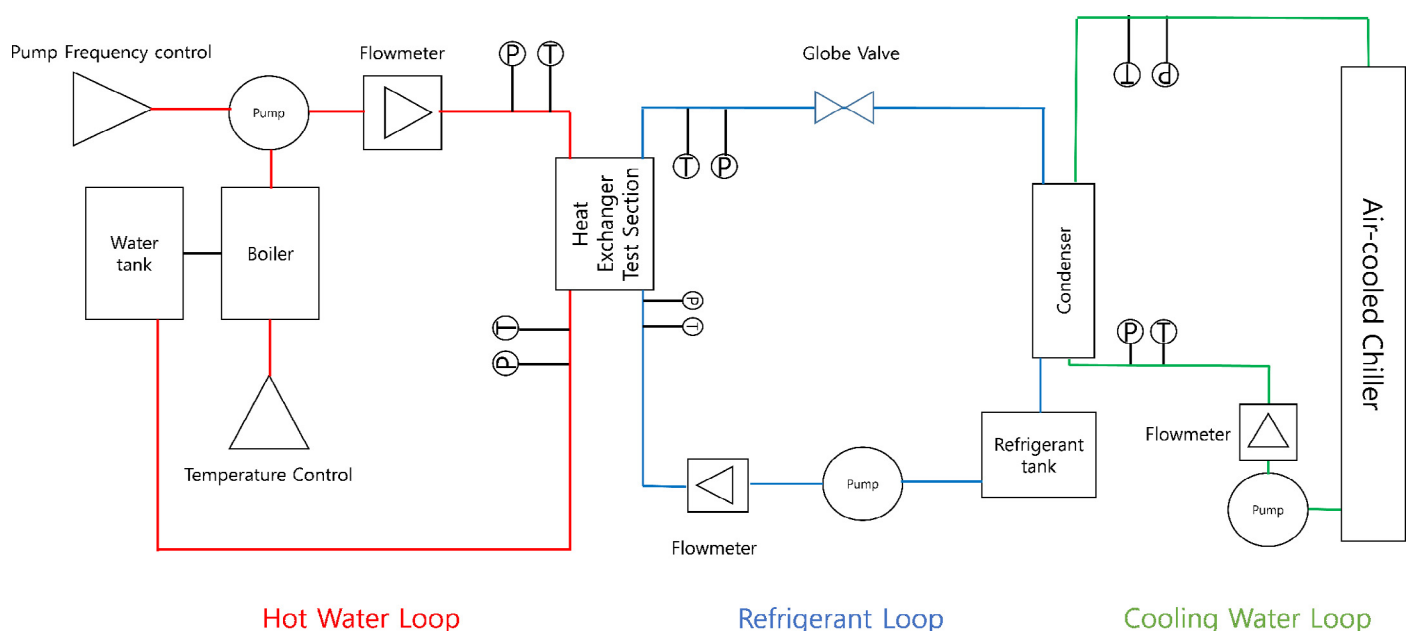 Pump Frequency control
Flowmeter
P
T
Globe Valve
T
P
Pump
T
P
Heat
Exchanger
Test Section
Water
tank
Boiler
Condenser
Air-cooled Chiller
P
T
T
P
P
T
Temperature Control
Refrigerant
tank
Flowmeter
Pump
Pump
Flowmeter
Hot Water Loop
Refrigerant Loop
Cooling Water Loop